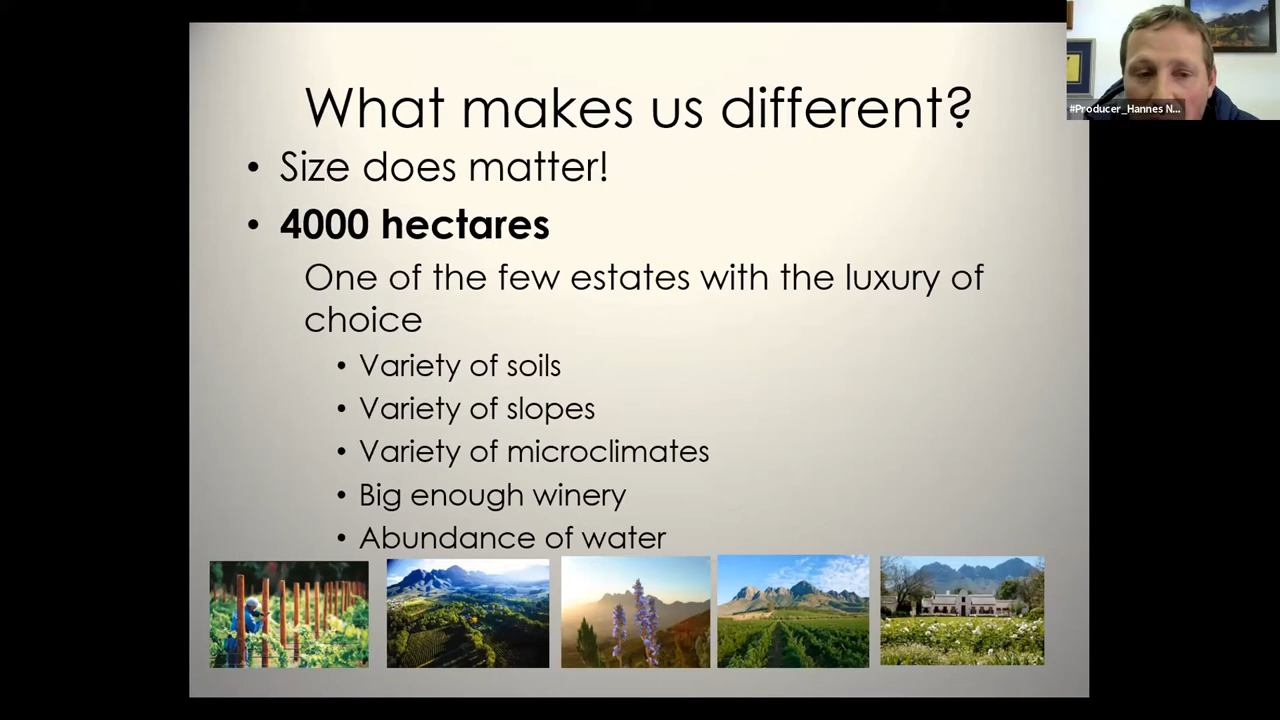 What makes us different?
• Size does matter!
• 4000 hectares
One of the few estates with the luxury of
choice
• Variety of soils
• Variety of slopes
• Variety of microclimates
• Big enough winery
• Abundance of water
#Producer_Hannes N...